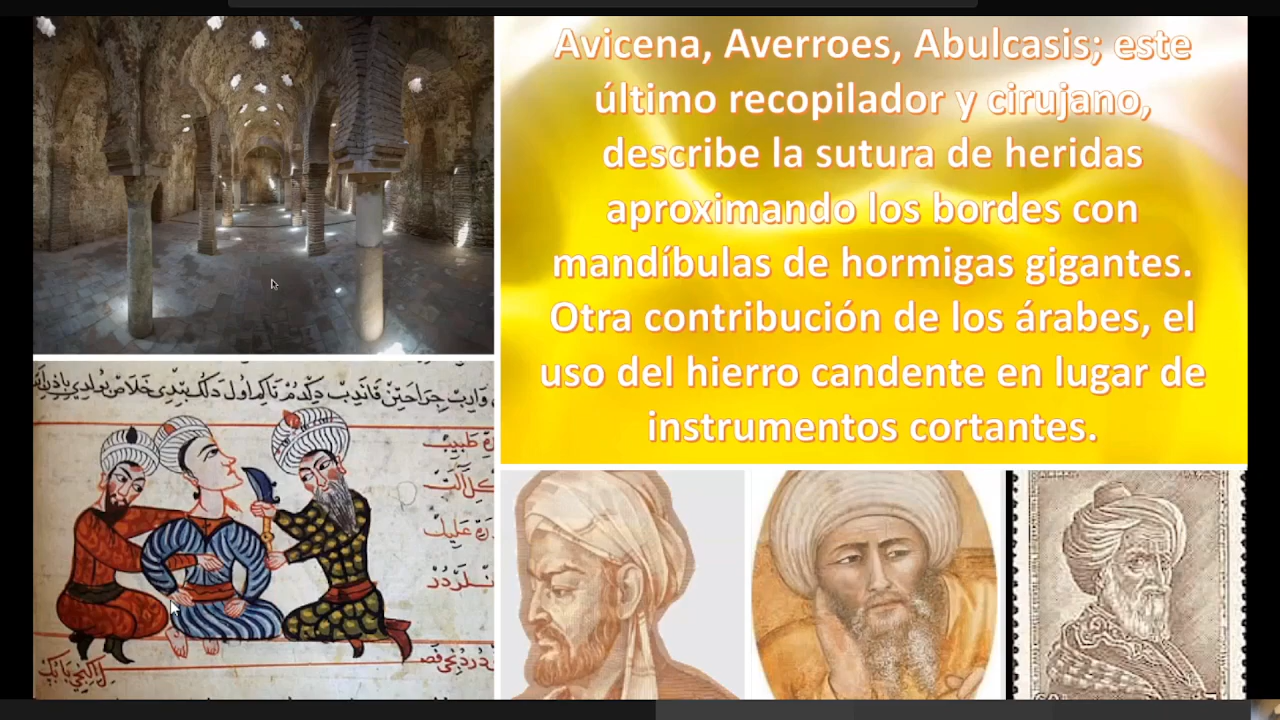 Avicena, Averroes, Abulcasis; este
último recopilador y cirujano,
describe la sutura de heridas
aproximando los bordes con
mandíbulas de hormigas gigantes.
Otra contribución de los árabes, el
uso del hierro candente en lugar de
instrumentos cortantes.